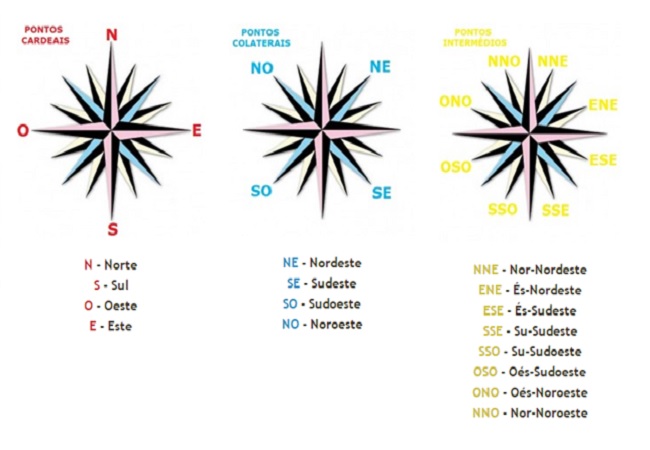 PONTOS
CARDEAIS
N
O
E
S
N - Norte
S - Sul
O - Oeste
E - Este
PONTOS
COLATERAIS
NO
NE
SO
SE
NE - Nordeste
SE - Sudeste
SO - Sudoeste
NO - Noroeste
PONTOS
INTERMÉDIOS
NNO
NNE
ONO
ENE
OSO
ESE
SSO
SSE
NNE - Nor-Nordeste
ENE - És-Nordeste
ESE - És-Sudeste
SSE - Su-Sudeste
SSO - Su-Sudoeste
OSO - Oés-Sudoeste
ONO - Oés-Noroeste
NNO - Nor-Noroeste